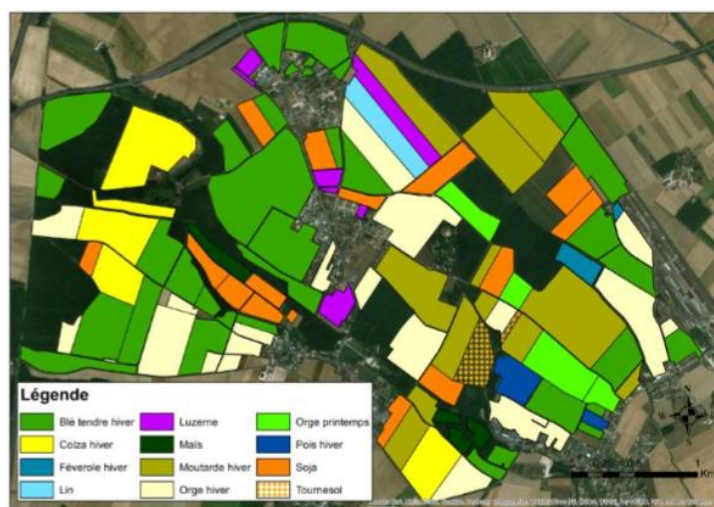 N
W
S
1
Km
Légende
Blé tendre hiver
Luzerne
Orge printemps
Colza hiver
Maïs
Pois hiver
Féverole hiver
Moutarde hiver
Soja
Lin
Orge hiver
Tournesol